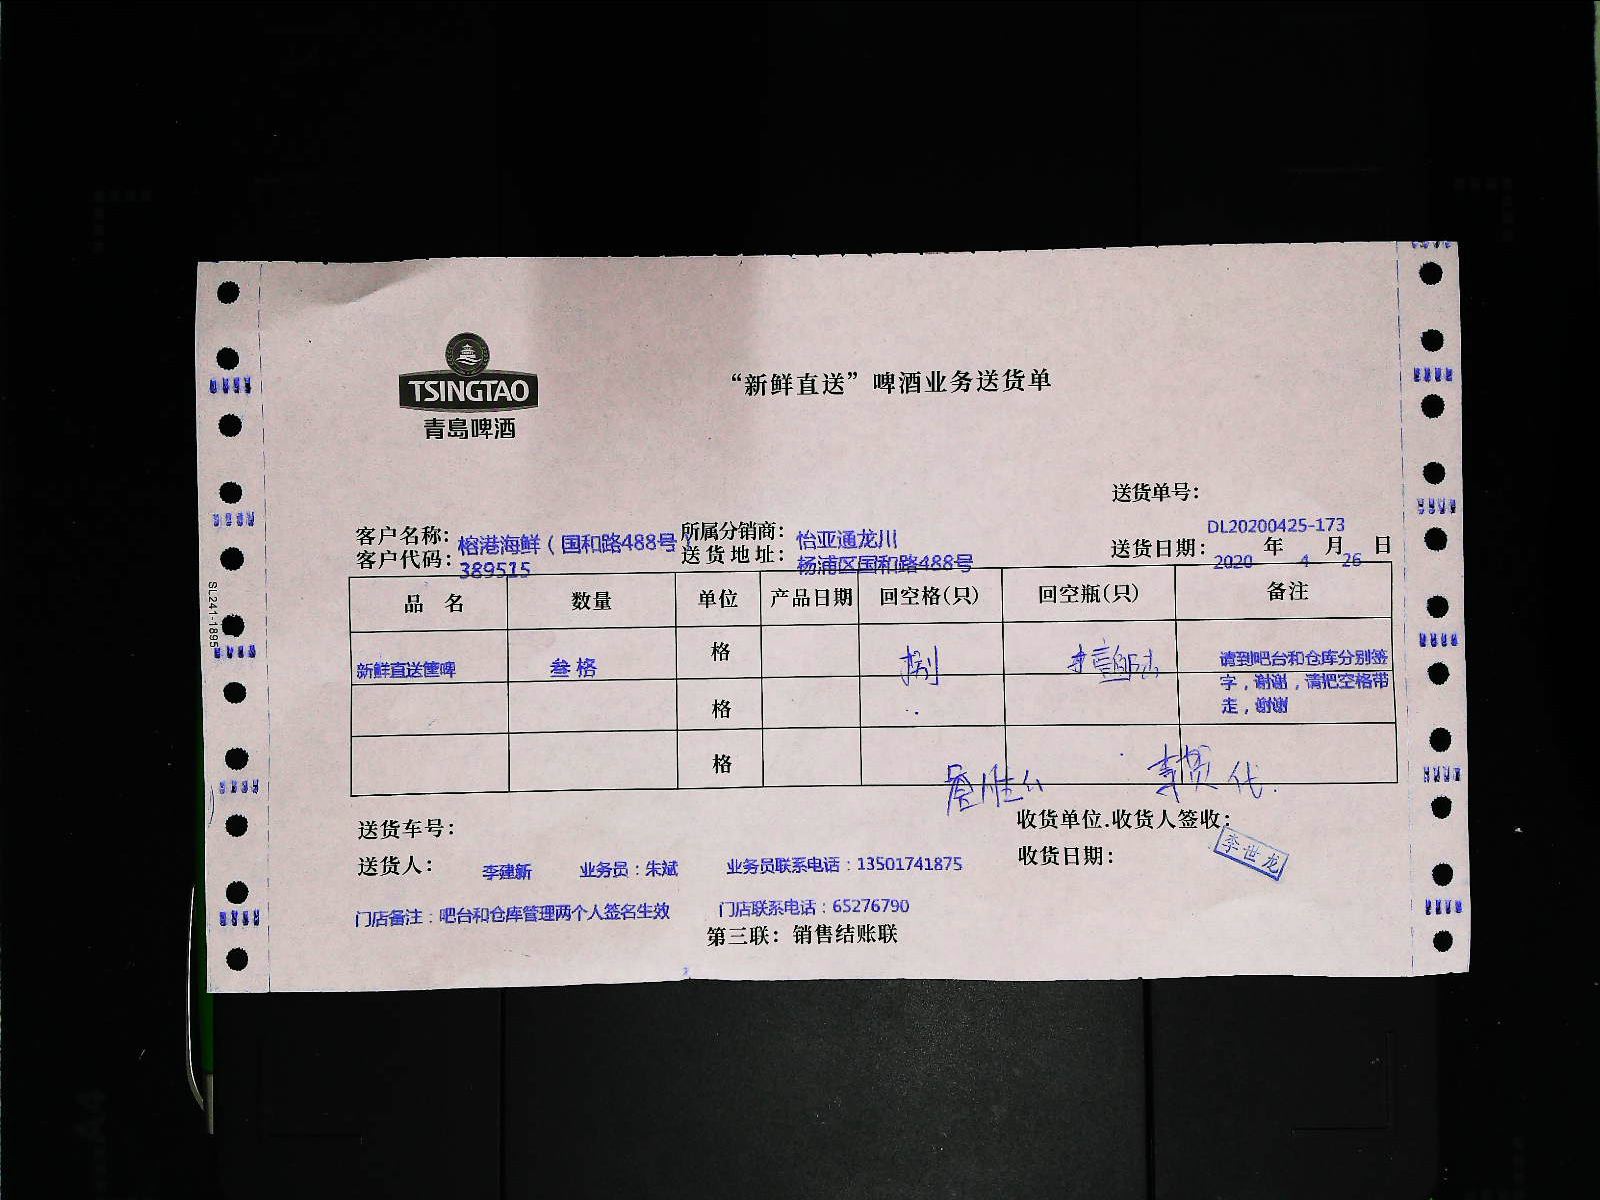 TSINGTAO
青島啤酒
“新鲜直送”啤酒业务送货单
送货单号：
DL20200425-173
客户名称：榕港海鲜（国和路488号） 所属分销商：怡亚通龙川
客户代码：389515 送货地址：杨浦区国和路488号 送货日期：2020 年 4 月 26 日
品 名 数量 单位 产品日期 回空格(只) 回空瓶(只) 备注
新鲜直送筐啤 叁格 格 捌 请到吧台和仓库分别签
字，谢谢，请把空格带
走，谢谢
格
格
代
送货车号： 收货单位.收货人签收：
李世龙
送货人： 李建新 业务员：朱斌 业务员联系电话：13501741875 收货日期：
门店备注：吧台和仓库管理两个人签名生效 门店联系电话：65276790
第三联：销售结账联
SL241-1895